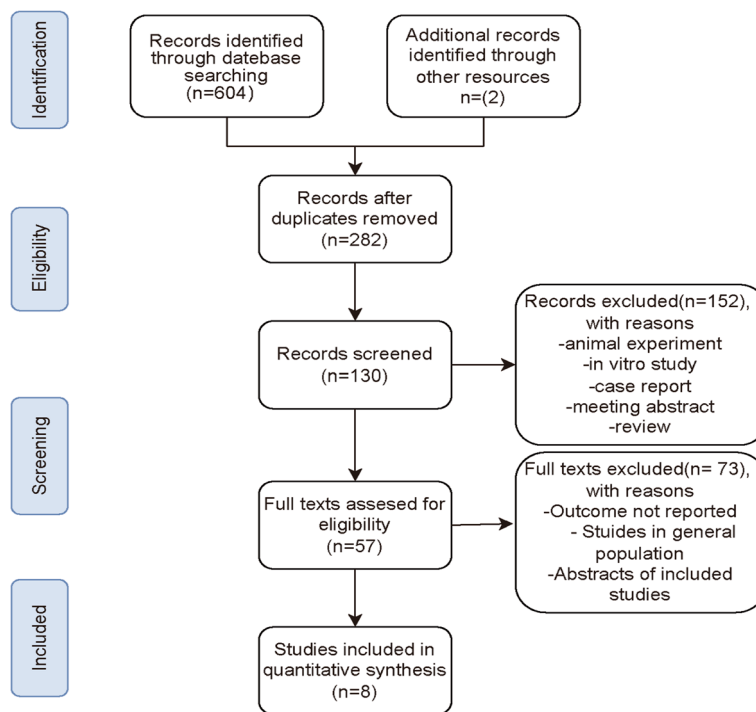 Identification
Records identified
through datebase
searching
(n=604)
Additional records
identified through
other resources
n=(2)
Eligibility
Records after
duplicates removed
(n=282)
Records screened
(n=130)
Records excluded(n=152),
with reasons
-animal experiment
-in vitro study
-case report
-meeting abstract
-review
Screening
Full texts assesed for
eligibility
(n=57)
Full texts excluded(n= 73),
with reasons
-Outcome not reported
- Stuides in general
population
-Abstracts of included
studies
Included
Studies included in
quantitative synthesis
(n=8)